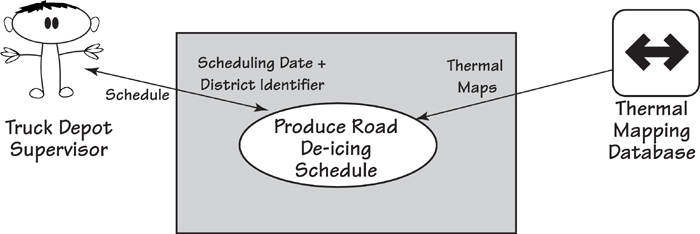 Scheduling Date +
District Identifier
Schedule
Thermal
Maps
Truck Depot
Supervisor
Produce Road
De-icing
Schedule
Thermal
Mapping
Database